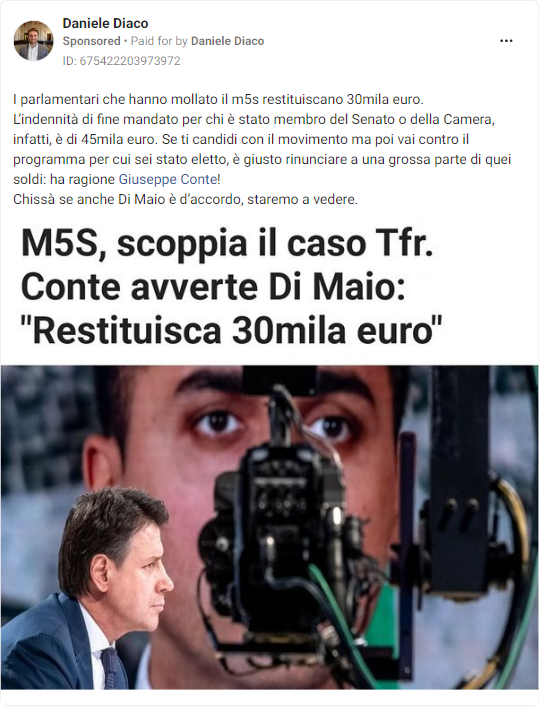 Daniele Diaco
Sponsored • Paid for by Daniele Diaco
ID: 675422203973972
I parlamentari che hanno mollato il m5s restituiscano 30mila euro.
L'indennità di fine mandato per chi è stato membro del Senato o della Camera,
infatti, è di 45mila euro. Se ti candidi con il movimento ma poi vai contro il
programma per cui sei stato eletto, è giusto rinunciare a una grossa parte di quei
soldi: ha ragione Giuseppe Conte!
Chissà se anche Di Maio è d'accordo, staremo a vedere.
M5S, scoppia il caso Tfr.
Conte avverte Di Maio:
"Restituisca 30mila euro"